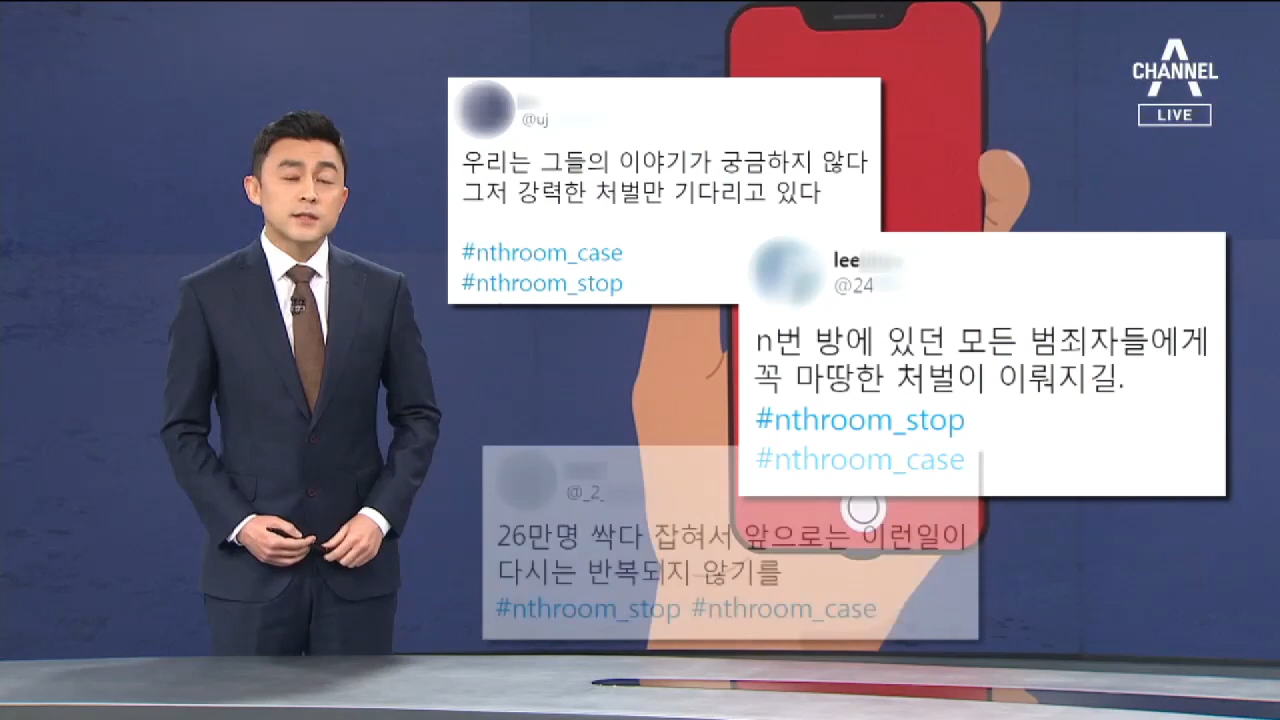 CHANNEL A
LIVE
@uj
우리는 그들의 이야기가 궁금하지 않다
그저 강력한 처벌만 기다리고 있다
#nthroom_case
#nthroom_stop
lee
@24
n번 방에 있던 모든 범죄자들에게
꼭 마땅한 처벌이 이뤄지길.
#nthroom_stop
#nthroom_case
@_2_
26만명 싹다 잡혀서 앞으로는 이런일이
다시는 반복되지 않기를
#nthroom_stop #nthroom_case